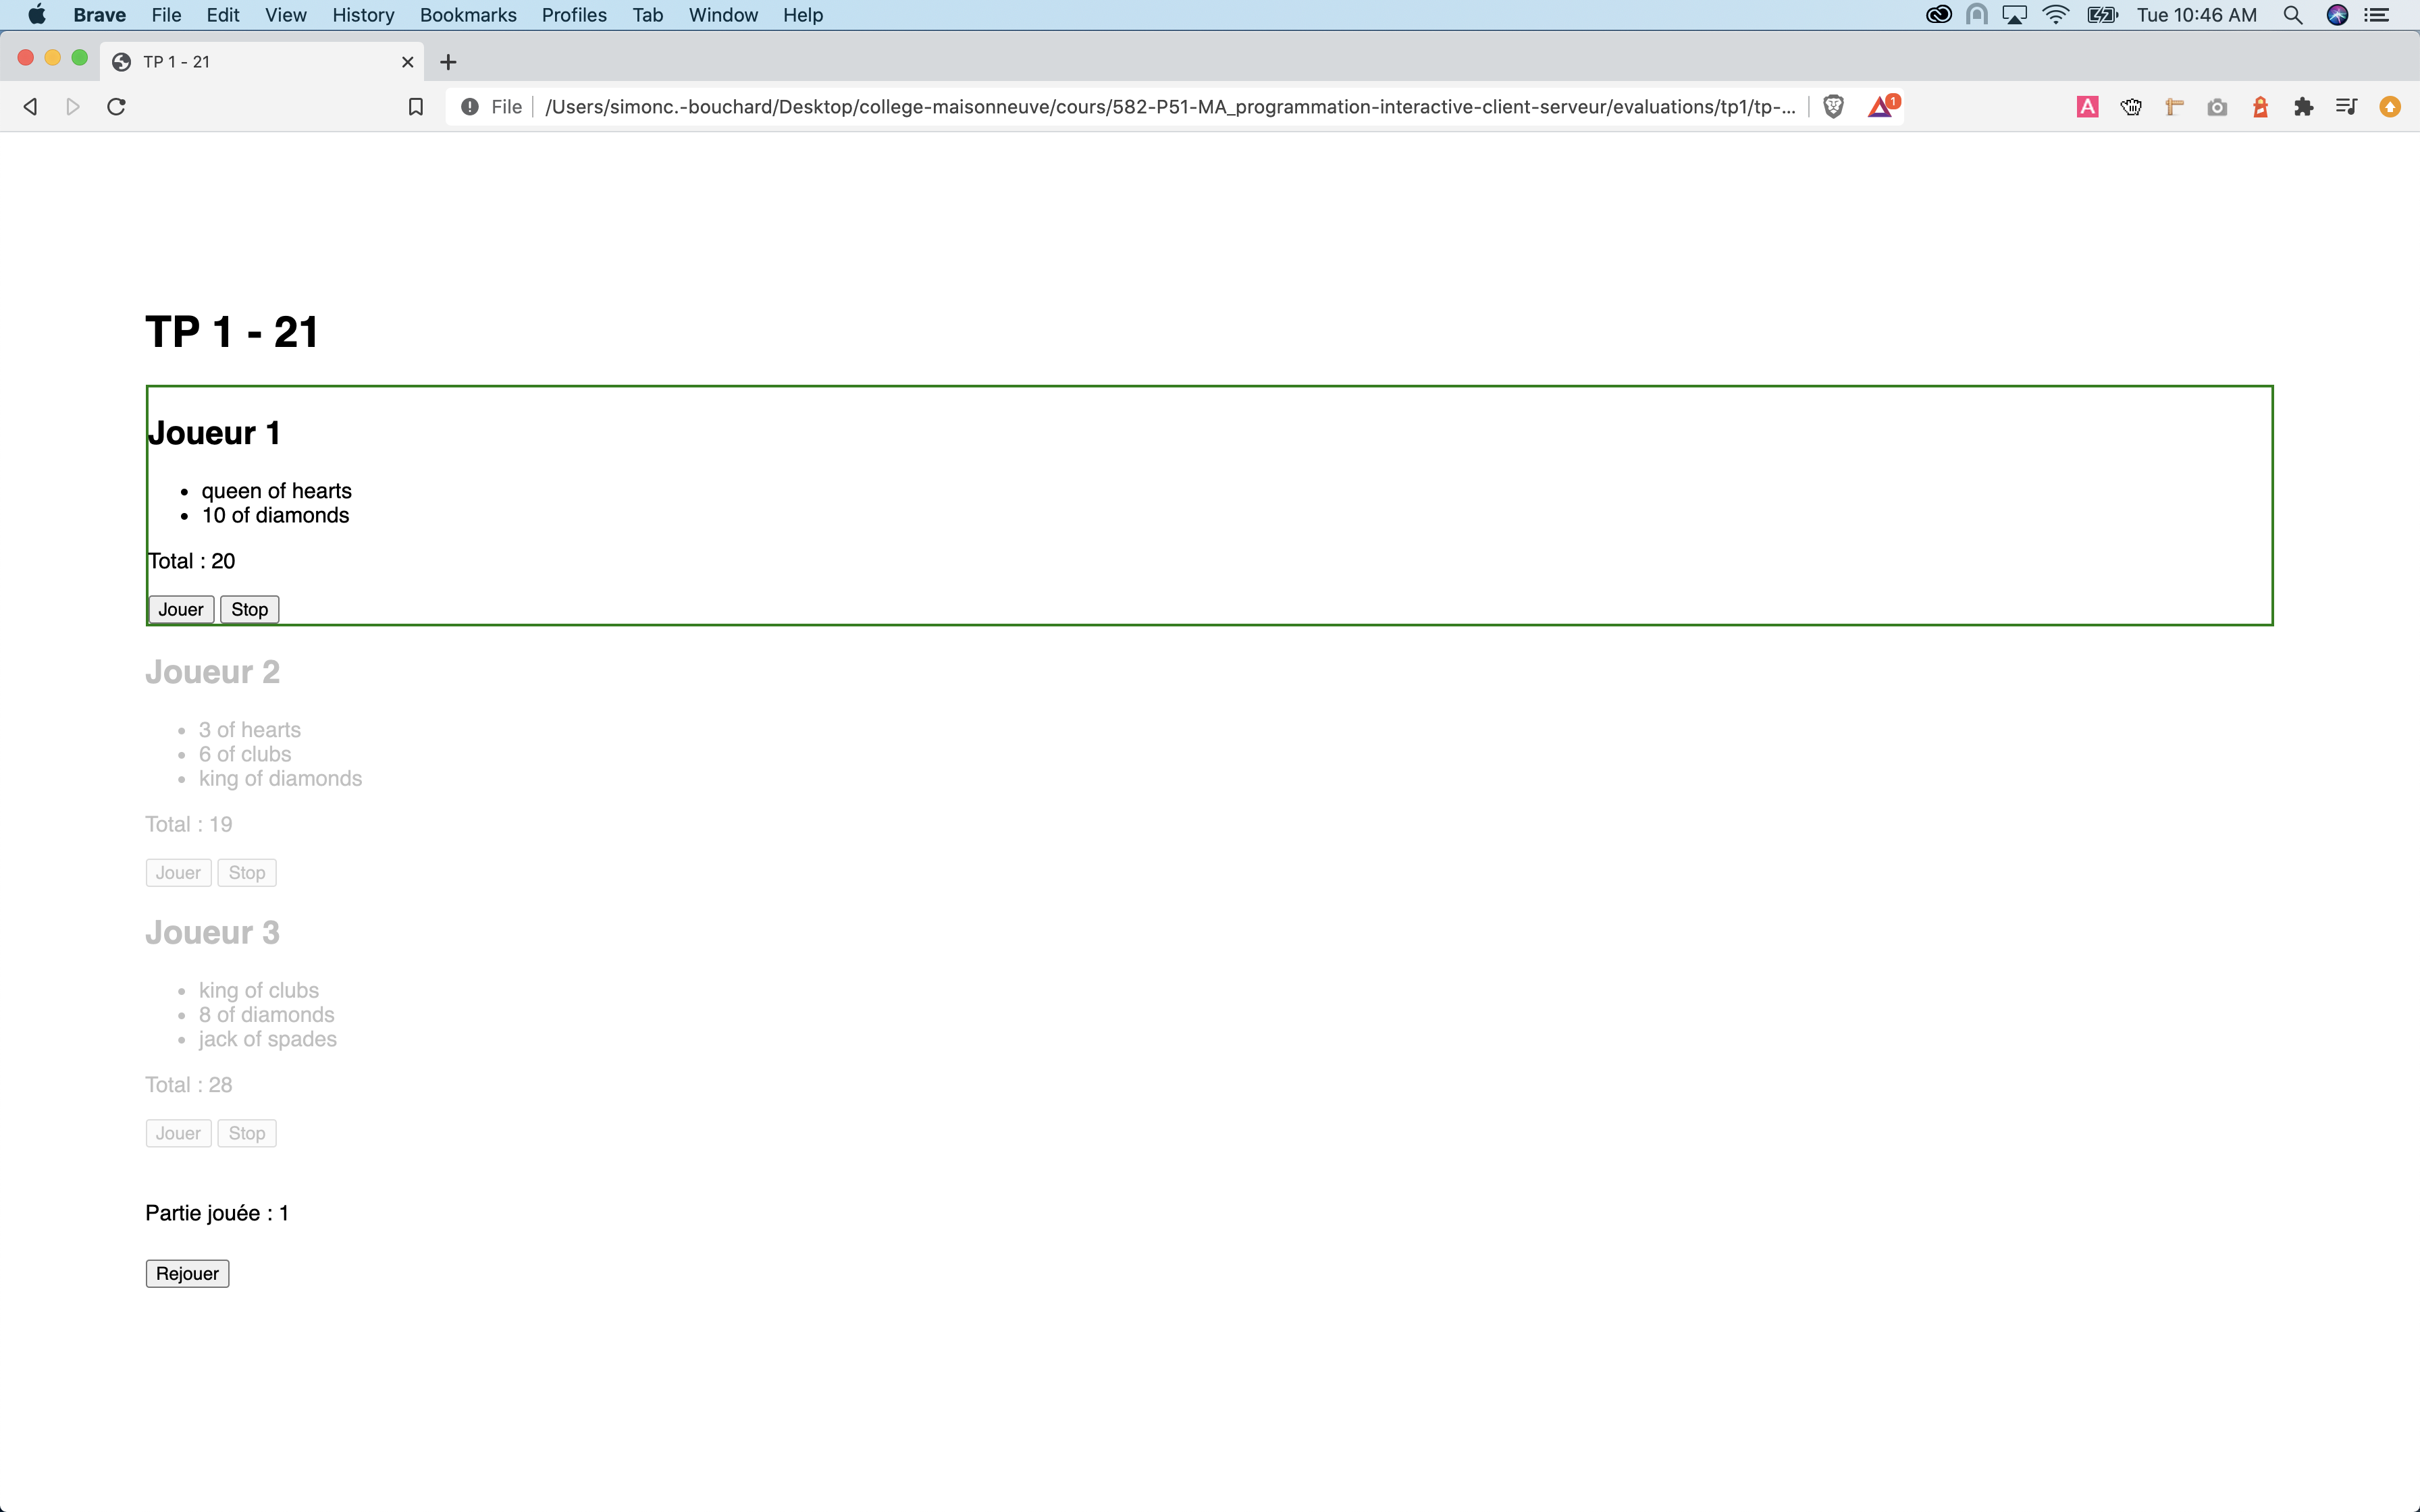 Brave File Edit View History Bookmarks Profiles Tab Window Help Tue 10:46 AM
TP 1 - 21
File /Users/simonc.-bouchard/Desktop/college-maisonneuve/cours/582-P51-MA_programmation-interactive-client-serveur/evaluations/tp1/tp-... 1 A
TP 1 - 21
Joueur 1
queen of hearts
10 of diamonds
Total : 20
Jouer Stop
Joueur 2
3 of hearts
6 of clubs
king of diamonds
Total : 19
Jouer Stop
Joueur 3
king of clubs
8 of diamonds
jack of spades
Total : 28
Jouer Stop
Partie jouée : 1
Rejouer